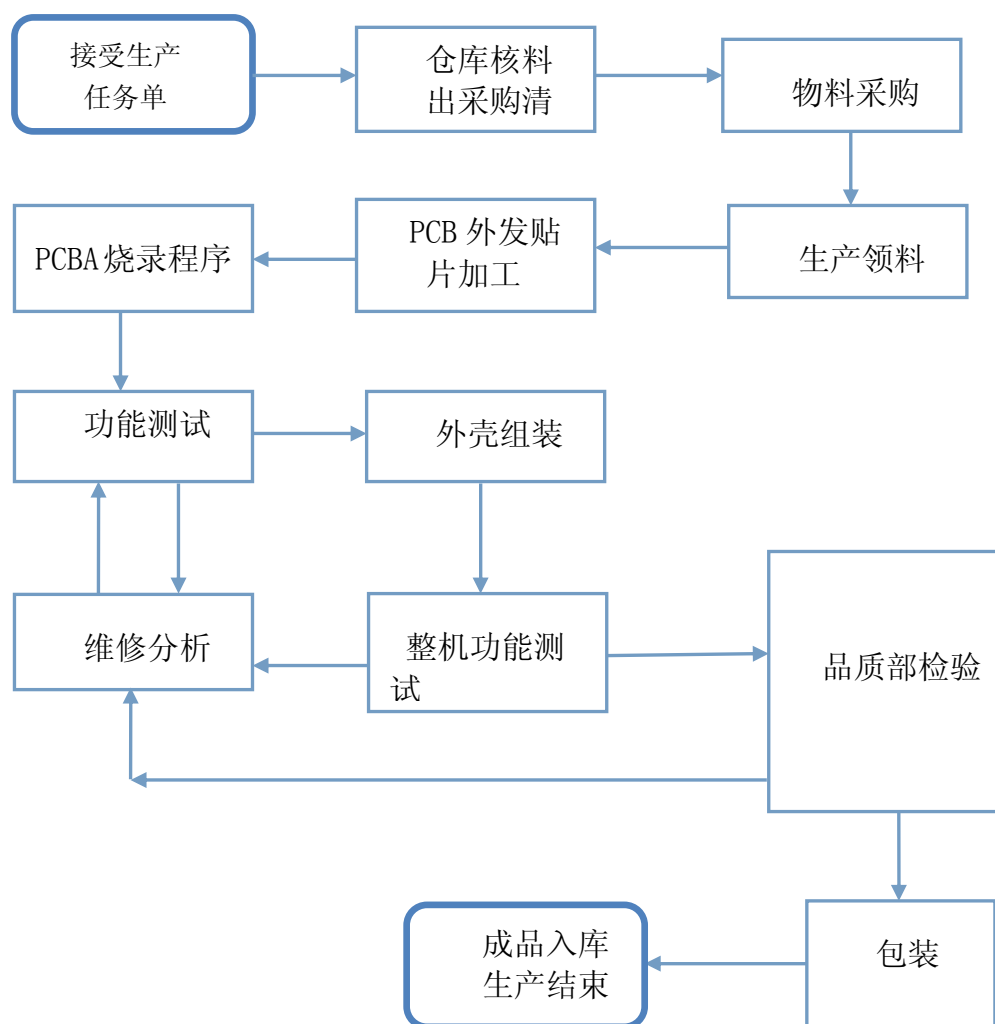 接受生产
任务单
仓库核料
出采购清
物料采购
PCBA烧录程序
PCB 外发贴
片加工
生产领料
功能测试
外壳组装
维修分析
整机功能测
试
品质部检验
成品入库
生产结束
包装